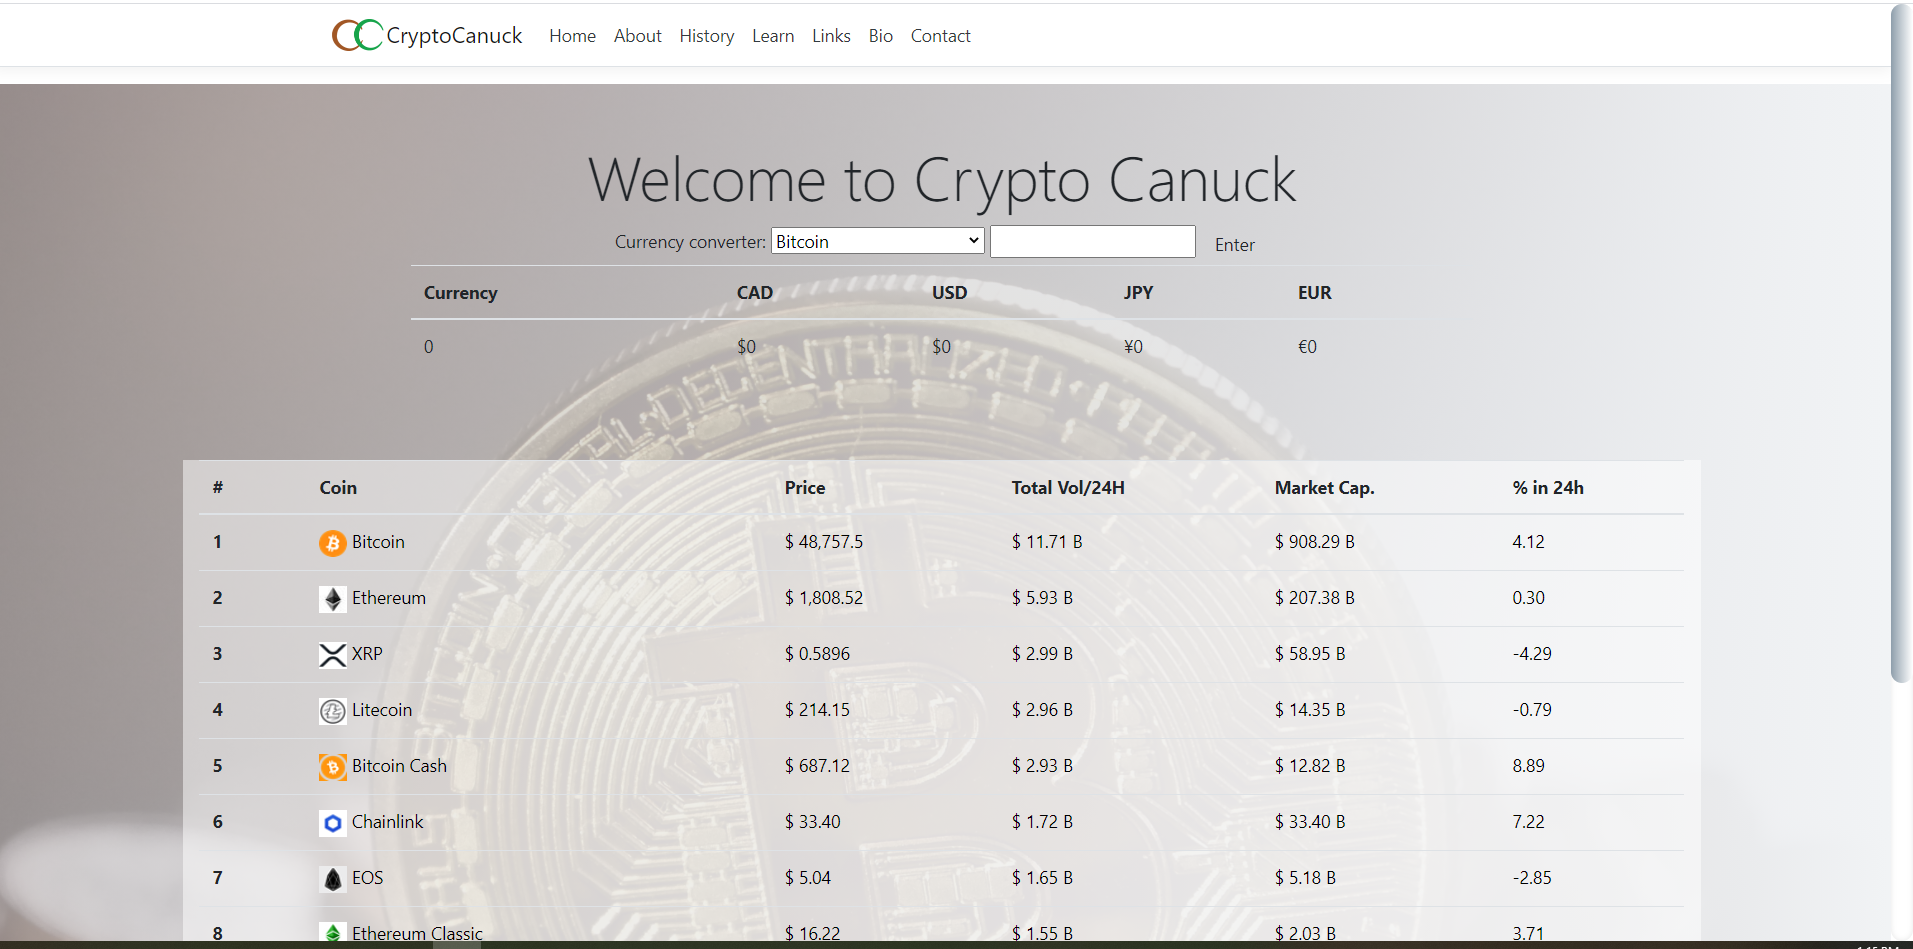 CryptoCanuck Home About History Learn Links Bio Contact
Welcome to Crypto Canuck
Currency converter: Bitcoin Enter
Currency CAD USD JPY EUR
0 $0 $0 ¥0 €0
DECENTRALIZED
# Coin Price Total Vol/24H Market Cap. % in 24h
1 Bitcoin $ 48,757.5 $ 11.71 B $ 908.29 B 4.12
2 Ethereum $ 1,808.52 $ 5.93 B $ 207.38 B 0.30
3 XRP $ 0.5896 $ 2.99 B $ 58.95 B -4.29
4 Litecoin $ 214.15 $ 2.96 B $ 14.35 B -0.79
5 Bitcoin Cash $ 687.12 $ 2.93 B $ 12.82 B 8.89
6 Chainlink $ 33.40 $ 1.72 B $ 33.40 B 7.22
7 EOS $ 5.04 $ 1.65 B $ 5.18 B -2.85
8 Ethereum Classic $ 16.22 $ 1.55 B $ 2.03 B 3.71